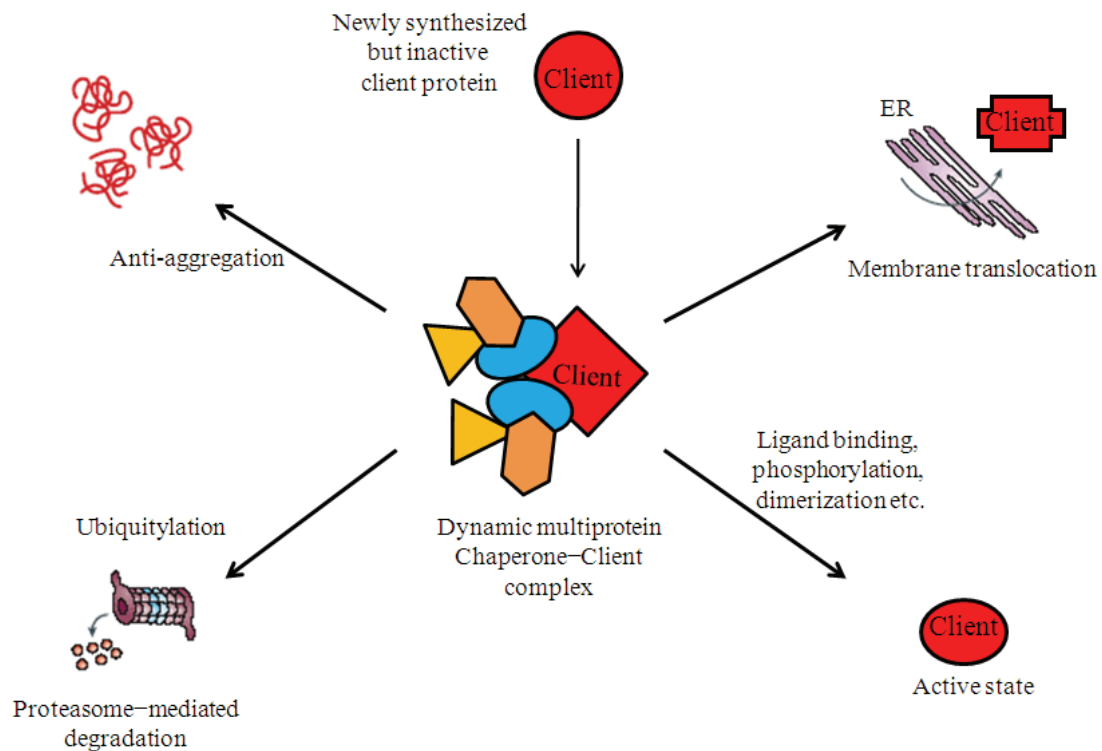 Newly synthesized
but inactive
client protein
Client
ER
Client
Anti-aggregation
Membrane translocation
Client
Ligand binding,
phosphorylation,
dimerization etc.
Ubiquitylation
Dynamic multiprotein
Chaperone−Client
complex
Client
Active state
Proteasome−mediated
degradation